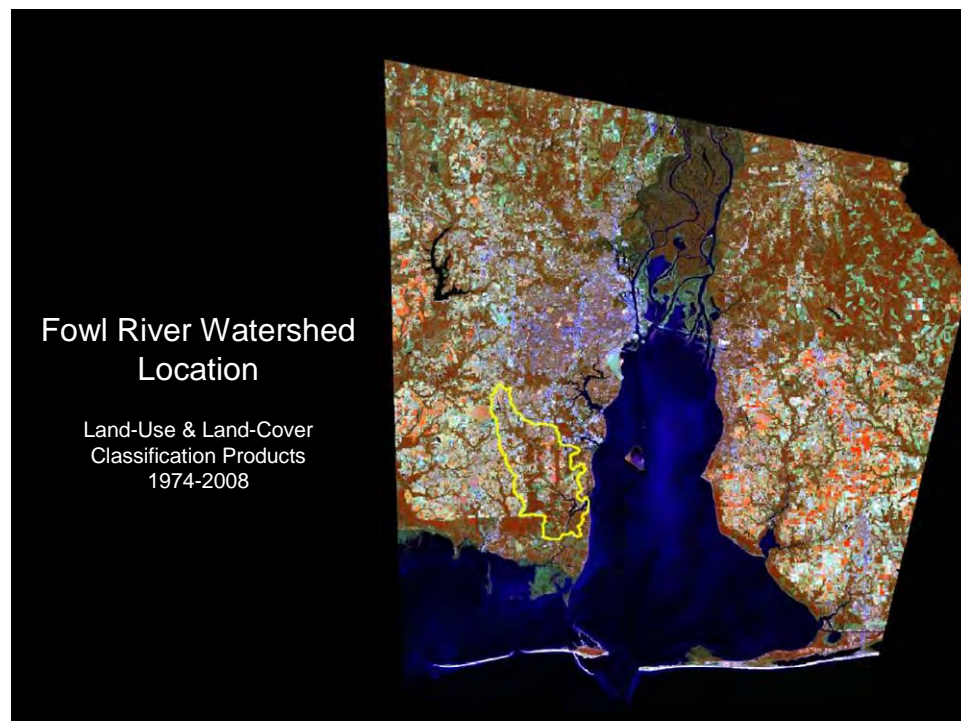 Fowl River Watershed
Location
Land-Use & Land-Cover
Classification Products
1974-2008